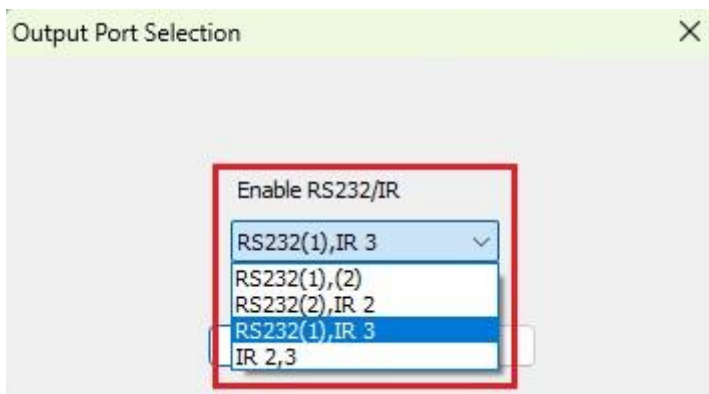 Output Port Selection
Enable RS232/IR
RS232(1),IR 3
RS232(1),(2)
RS232(2),IR 2
RS232(1),IR 3
IR 2,3